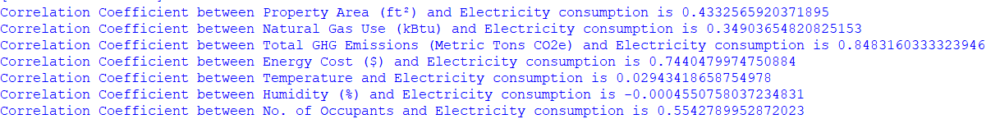 Correlation Coefficient between Property Area (ft²) and Electricity consumption is 0.4332565920371895
Correlation Coefficient between Natural Gas Use (kBtu) and Electricity consumption is 0.34903654820825153
Correlation Coefficient between Total GHG Emissions (Metric Tons CO2e) and Electricity consumption is 0.8483160333323946
Correlation Coefficient between Energy Cost ($) and Electricity consumption is 0.7440479974750884
Correlation Coefficient between Temperature and Electricity consumption is 0.02943418658754978
Correlation Coefficient between Humidity (%) and Electricity consumption is -0.0004550758037234831
Correlation Coefficient between No. of Occupants and Electricity consumption is 0.5542789952872023